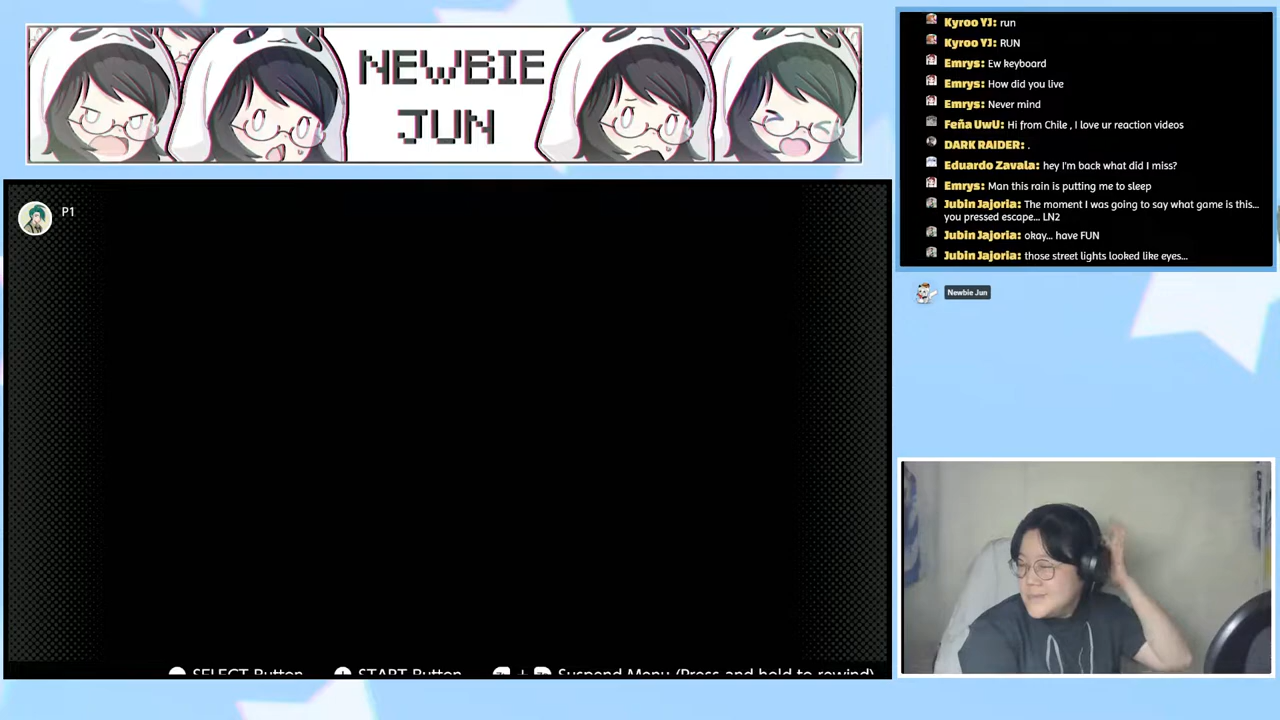 NEWBIE
JUN
P1
SELECT Button
START Button
+
Suspend Menu (Press and hold to rewind)
Kyroo YJ: run
Kyroo YJ: RUN
Emrys: Ew keyboard
Emrys: How did you live
Emrys: Never mind
Feña UwU: Hi from Chile , I love ur reaction videos
DARK RAIDER: .
Eduardo Zavala: hey I'm back what did I miss?
Emrys: Man this rain is putting me to sleep
Jubin Jajoria: The moment I was going to say what game is this...
you pressed escape... LN2
Jubin Jajoria: okay... have FUN
Jubin Jajoria: those street lights looked like eyes...
Newbie Jun